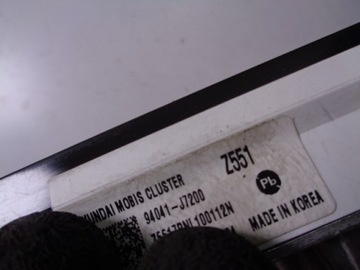 HYUNDAI MOBIS CLUSTER Z551
94041-J7200 Pb
MADE IN KOREA